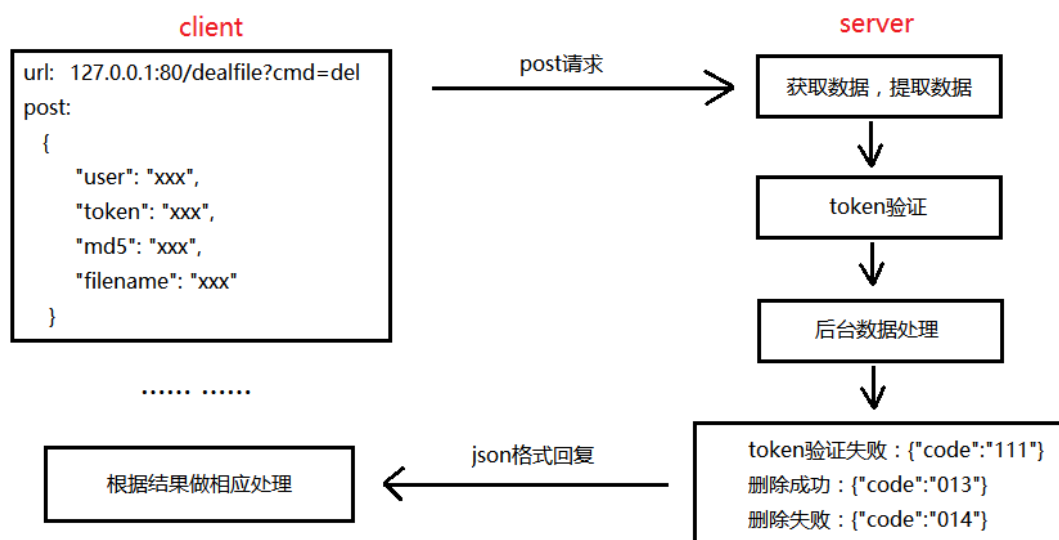 client
url: 127.0.0.1:80/dealfile?cmd=del
post:
{
"user": "xxx",
"token": "xxx",
"md5": "xxx",
"filename": "xxx"
}
…… ……
根据结果做相应处理
post请求
json格式回复
server
获取数据，提取数据
token验证
后台数据处理
token验证失败：{"code":"111"}
删除成功：{"code":"013"}
删除失败：{"code":"014"}